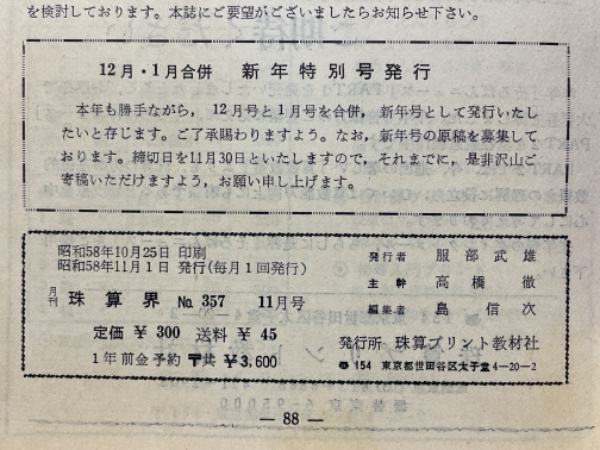 を検討しております。本誌にご要望がございましたらお知らせ下さい。
12月・1月合併　新年特別号発行
本年も勝手ながら，12月号と1月号を合併，新年号として発行いたし
たいと存じます。ご了承賜わりますよう。なお，新年号の原稿を募集して
おります。締切日を11月30日といたしますので，それまでに，是非沢山ご
寄稿いただけますよう，お願い申し上げます。
昭和58年10月25日 印刷
昭和58年11月1日 発行(毎月1回発行)
月刊 珠算界 No.357 11月号
定価 ¥300 送料 ¥45
1年前金予約 〒共 ¥3,600
発行者 服部武雄
主幹 高橋徹
編集者 島信次
発行所 珠算プリント教材社
〒154 東京都世田谷区太子堂4-20-2
— 88 —